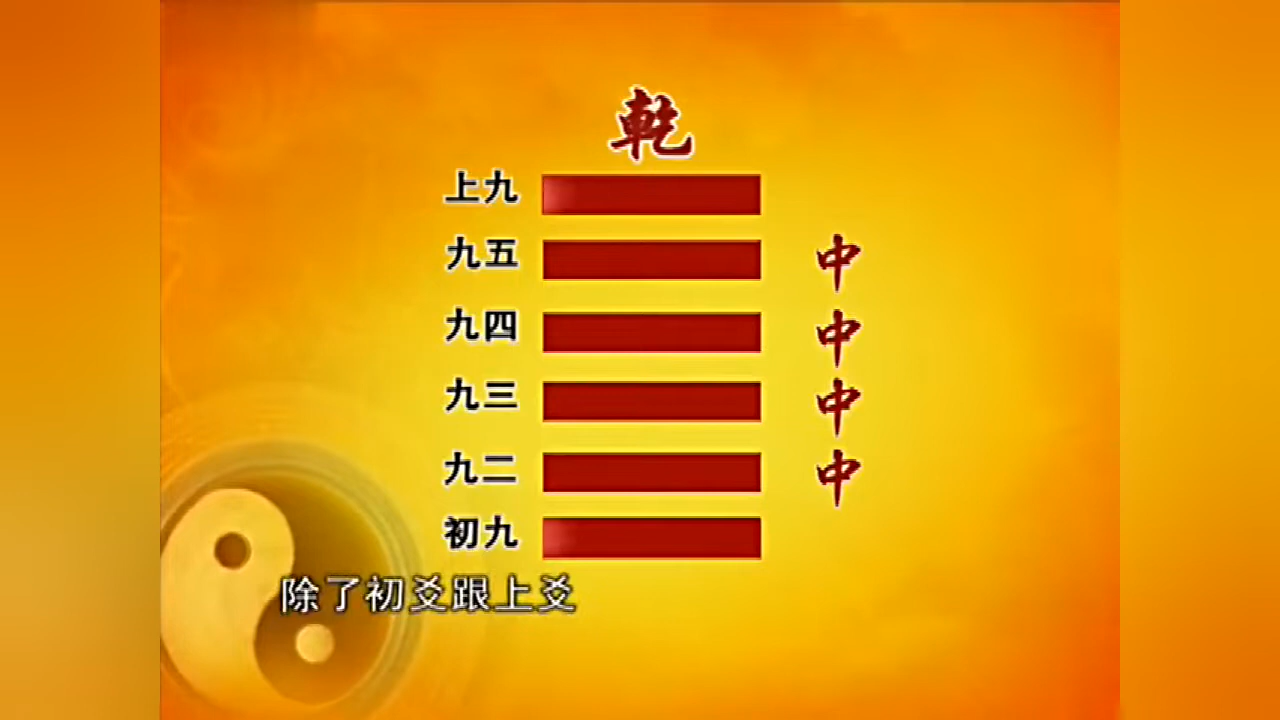 乾
上九
九五 中
九四 中
九三 中
九二 中
初九
除了初爻跟上爻